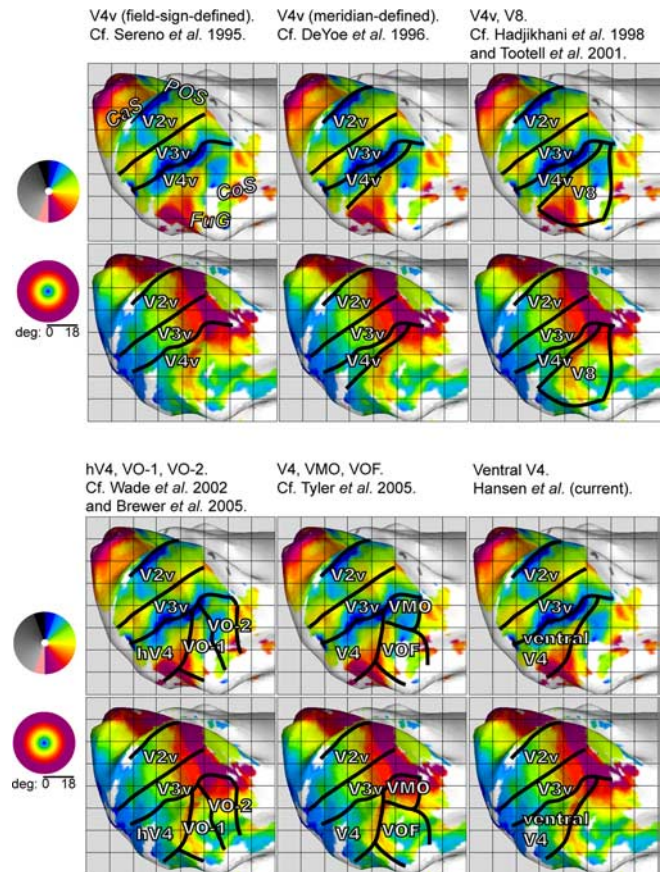 V4v (field-sign-defined).
Cf. Sereno et al. 1995.
V4v (meridian-defined).
Cf. DeYoe et al. 1996.
V4v, V8.
Cf. Hadjikhani et al. 1998
and Tootell et al. 2001.
CaS
POS
V2v
V3v
V4v
CoS
FuG
V2v
V3v
V4v
V2v
V3v
V4v
V8
V2v
V3v
V4v
V2v
V3v
V4v
V2v
V3v
V4v
V8
deg: 0 18
hV4, VO-1, VO-2.
Cf. Wade et al. 2002
and Brewer et al. 2005.
V4, VMO, VOF.
Cf. Tyler et al. 2005.
Ventral V4.
Hansen et al. (current).
V2v
V3v
hV4
VO-1
VO-2
V2v
V3v
V4
VMO
VOF
V2v
V3v
ventral
V4
V2v
V3v
hV4
VO-1
VO-2
V2v
V3v
V4
VMO
VOF
V2v
V3v
ventral
V4
deg: 0 18